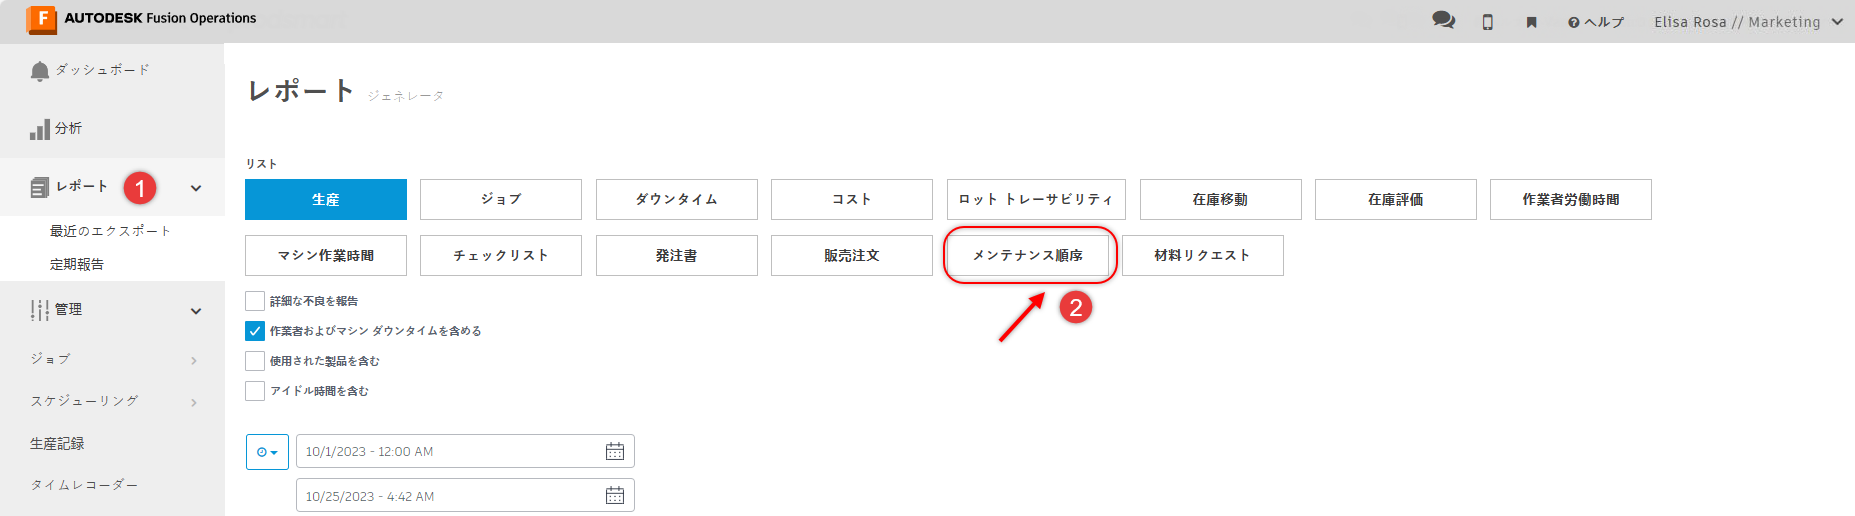 AUTODESK Fusion Operations
ヘルプ
Elisa Rosa // Marketing
ダッシュボード
分析
レポート
1
最近のエクスポート
定期報告
管理
ジョブ
スケジューリング
生産記録
タイムレコーダー
レポート ジェネレータ
リスト
生産 ジョブ ダウンタイム コスト ロット トレーサビリティ 在庫移動 在庫評価 作業者労働時間
マシン作業時間 チェックリスト 発注書 販売注文 メンテナンス順序 材料リクエスト
2
詳細な不良を報告
作業者およびマシン ダウンタイムを含める
使用された製品を含む
アイドル時間を含む
10/1/2023 - 12:00 AM
10/25/2023 - 4:42 AM